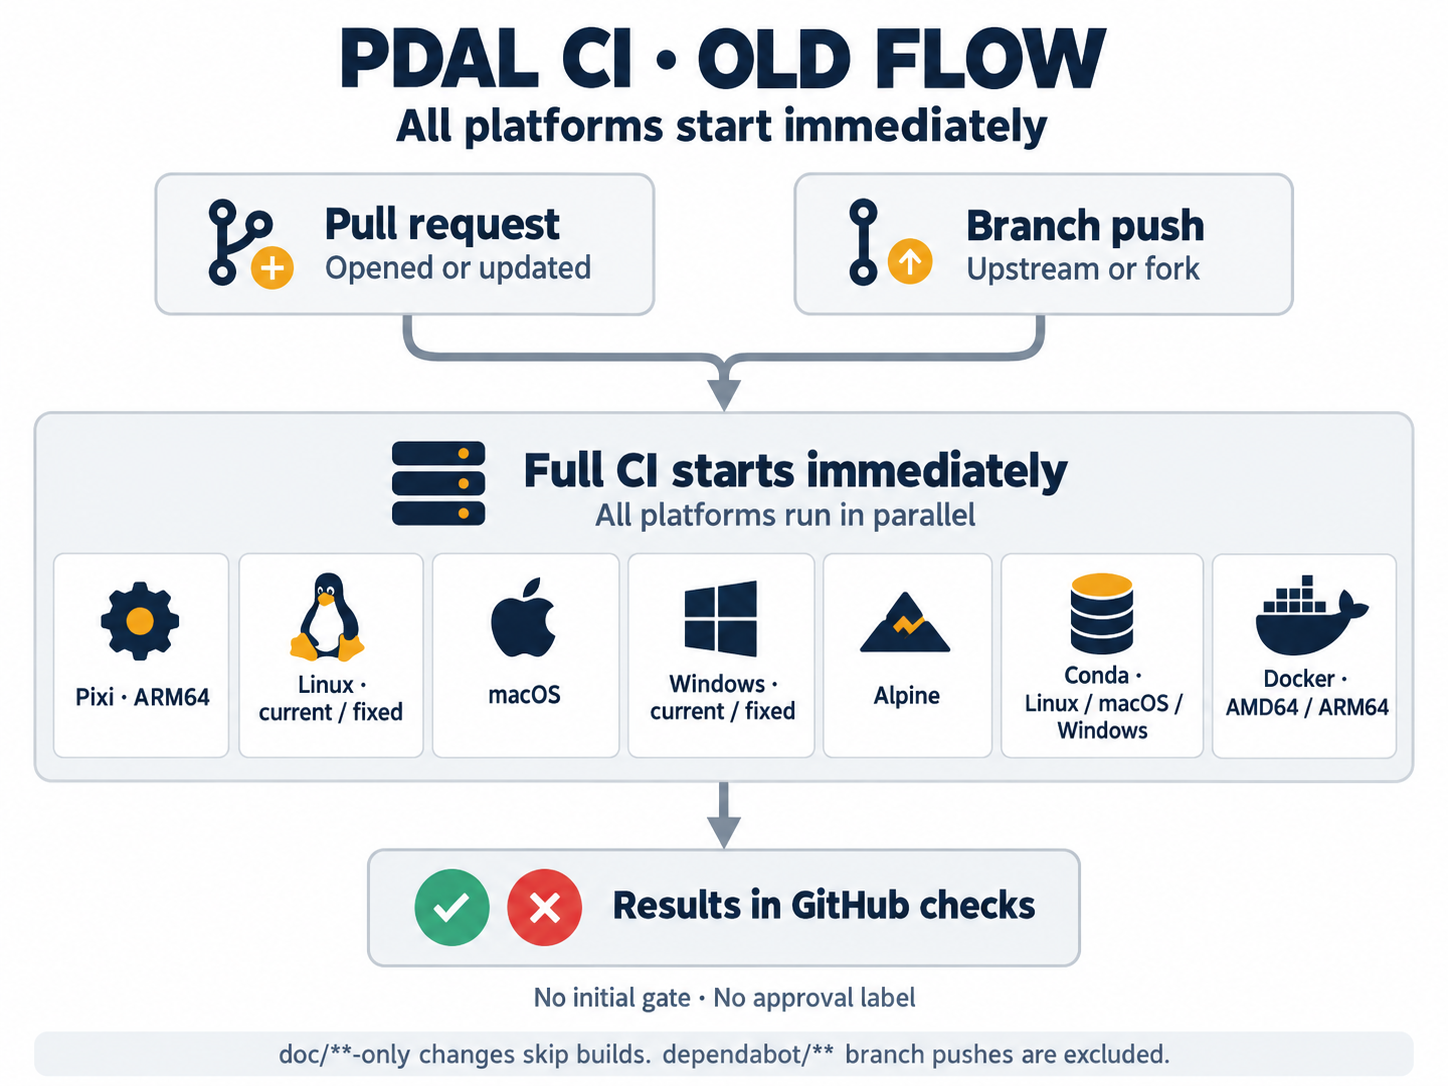 PDAL CI • OLD FLOW
All platforms start immediately
Pull request
Opened or updated
Branch push
Upstream or fork
Full CI starts immediately
All platforms run in parallel
Pixi · ARM64
Linux ·
current / fixed
macOS
Windows ·
current / fixed
Alpine
Conda ·
Linux / macOS /
Windows
Docker ·
AMD64 / ARM64
Results in GitHub checks
No initial gate · No approval label
doc/**-only changes skip builds. dependabot/** branch pushes are excluded.